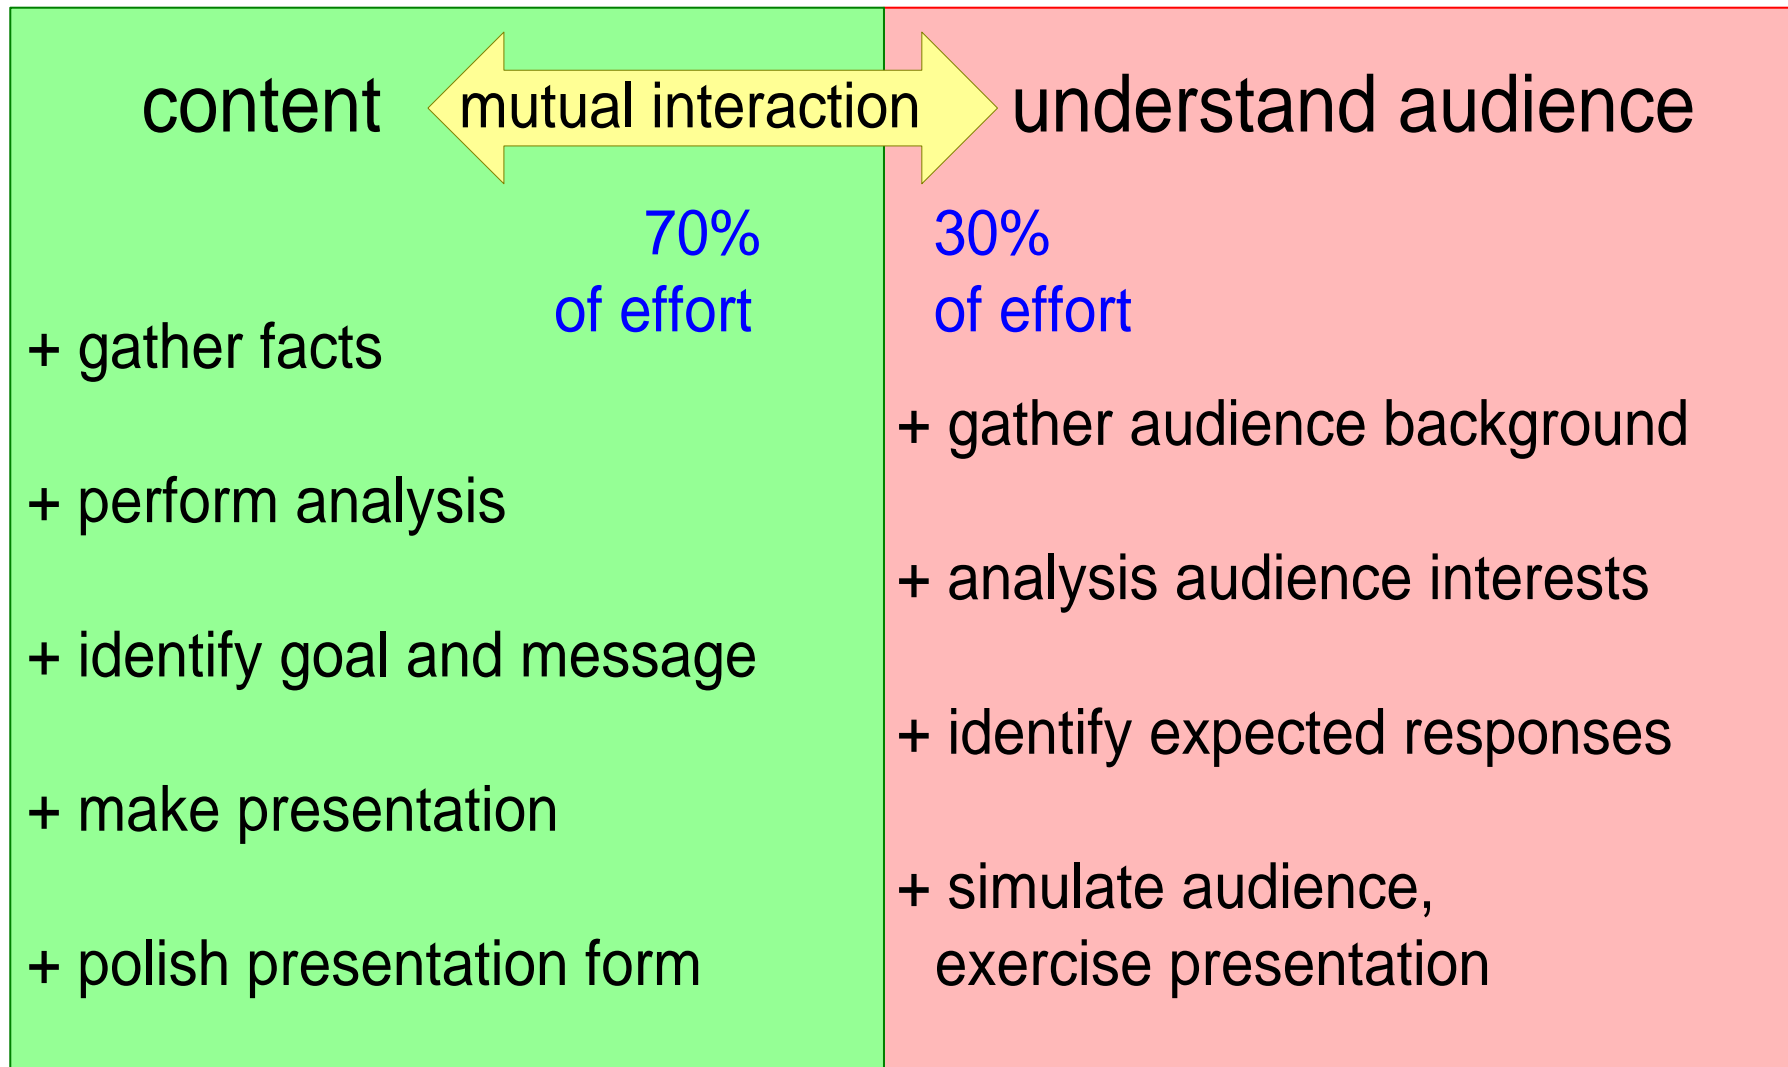 content
mutual interaction
understand audience
70%
of effort
+ gather facts
+ perform analysis
+ identify goal and message
+ make presentation
+ polish presentation form
30%
of effort
+ gather audience background
+ analysis audience interests
+ identify expected responses
+ simulate audience,
exercise presentation